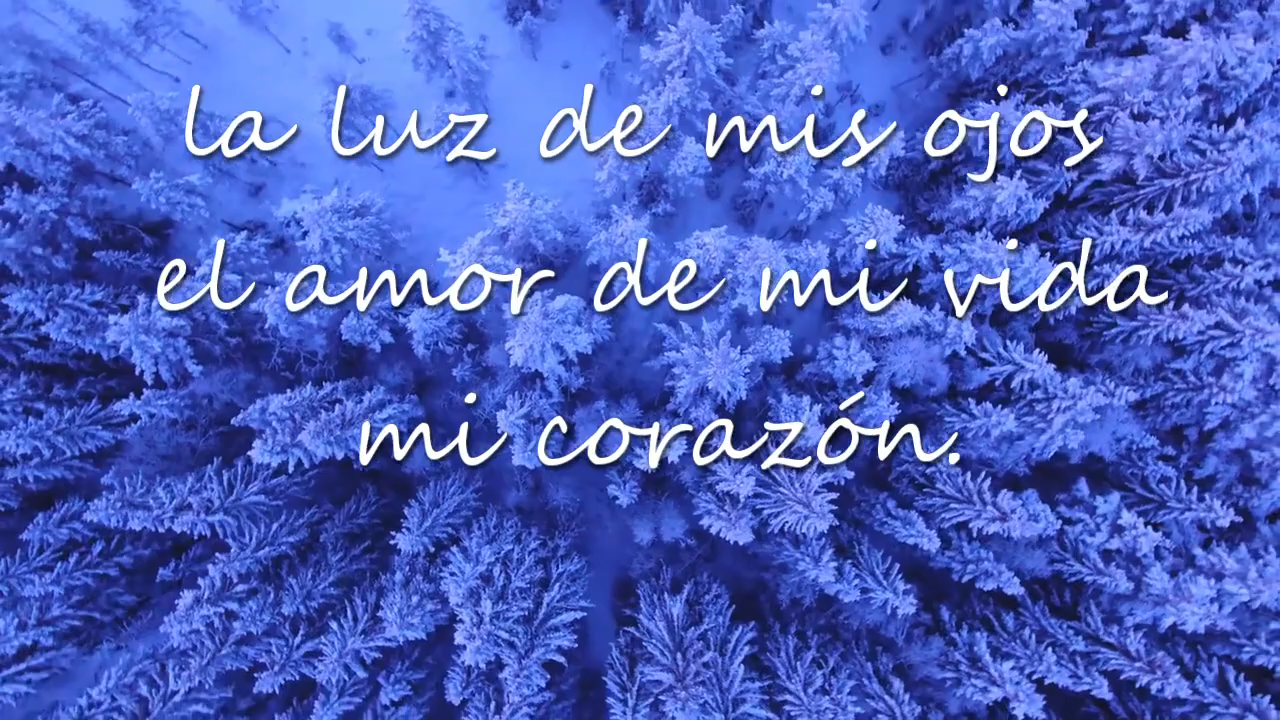 la luz de mis ojos
el amor de mi vida
mi corazón.